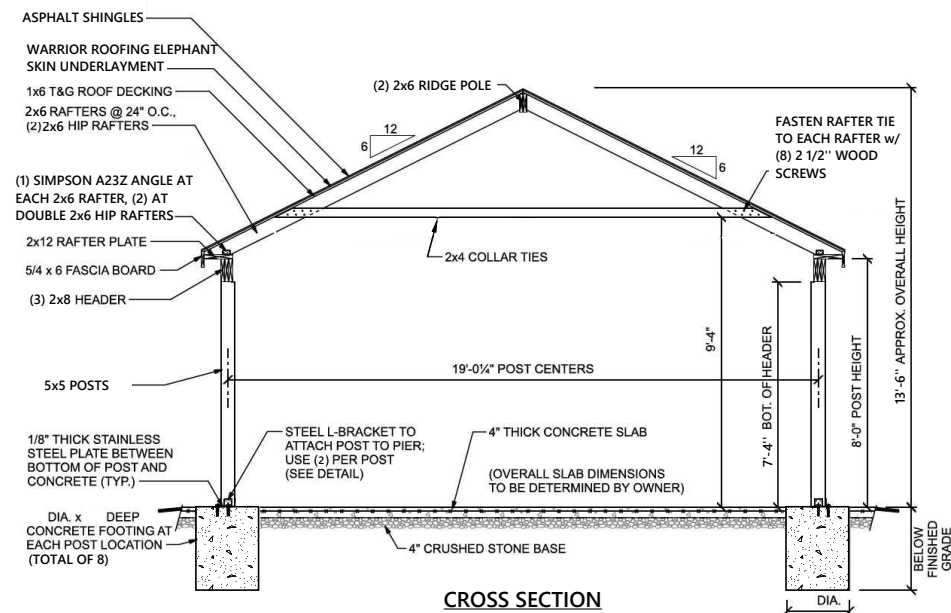 ASPHALT SHINGLES
WARRIOR ROOFING ELEPHANT
SKIN UNDERLAYMENT
1x6 T&G ROOF DECKING
2x6 RAFTERS @ 24" O.C.,
(2)2x6 HIP RAFTERS
(1) SIMPSON A23Z ANGLE AT
EACH 2x6 RAFTER, (2) AT
DOUBLE 2x6 HIP RAFTERS
2x12 RAFTER PLATE
5/4 x 6 FASCIA BOARD
(3) 2x8 HEADER
5x5 POSTS
1/8" THICK STAINLESS
STEEL PLATE BETWEEN
BOTTOM OF POST AND
CONCRETE (TYP.)
DIA. x DEEP
CONCRETE FOOTING AT
EACH POST LOCATION
(TOTAL OF 8)
(2) 2x6 RIDGE POLE
12
6
12
6
FASTEN RAFTER TIE
TO EACH RAFTER w/
(8) 2 1/2'' WOOD
SCREWS
2x4 COLLAR TIES
19'-0¼" POST CENTERS
9'-4"
7'-4'' BOT. OF HEADER
8'-0" POST HEIGHT
13'-6" APPROX. OVERALL HEIGHT
STEEL L-BRACKET TO
ATTACH POST TO PIER;
USE (2) PER POST
(SEE DETAIL)
4" THICK CONCRETE SLAB
(OVERALL SLAB DIMENSIONS
TO BE DETERMINED BY OWNER)
4" CRUSHED STONE BASE
BELOW
FINISHED
GRADE
DIA.
CROSS SECTION